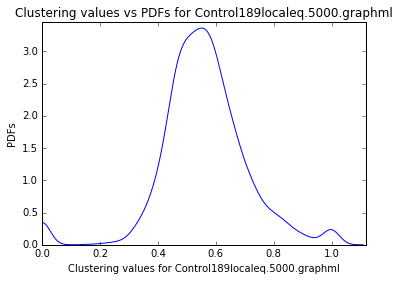 Clustering values vs PDFs for Control189localeq.5000.graphml
3.0
2.5
2.0
1.5
1.0
0.5
0.0
PDFs
0.0 0.2 0.4 0.6 0.8 1.0
Clustering values for Control189localeq.5000.graphml